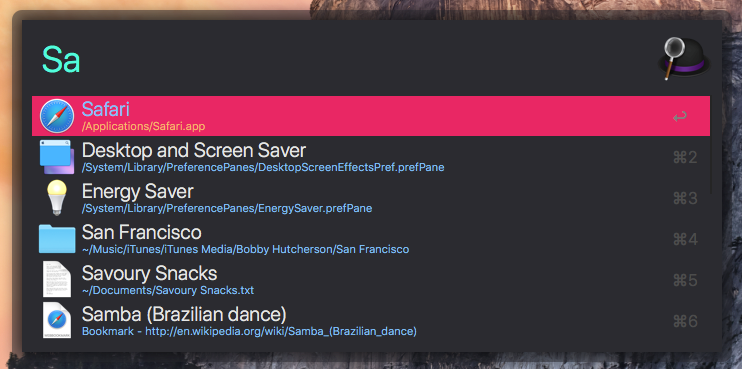 Sa
Safari
/Applications/Safari.app
↩
Desktop and Screen Saver
/System/Library/PreferencePanes/DesktopScreenEffectsPref.prefPane
⌘2
Energy Saver
/System/Library/PreferencePanes/EnergySaver.prefPane
⌘3
San Francisco
~/Music/iTunes/iTunes Media/Bobby Hutcherson/San Francisco
⌘4
Savoury Snacks
~/Documents/Savoury Snacks.txt
⌘5
Samba (Brazilian dance)
Bookmark - http://en.wikipedia.org/wiki/Samba_(Brazilian_dance)
⌘6